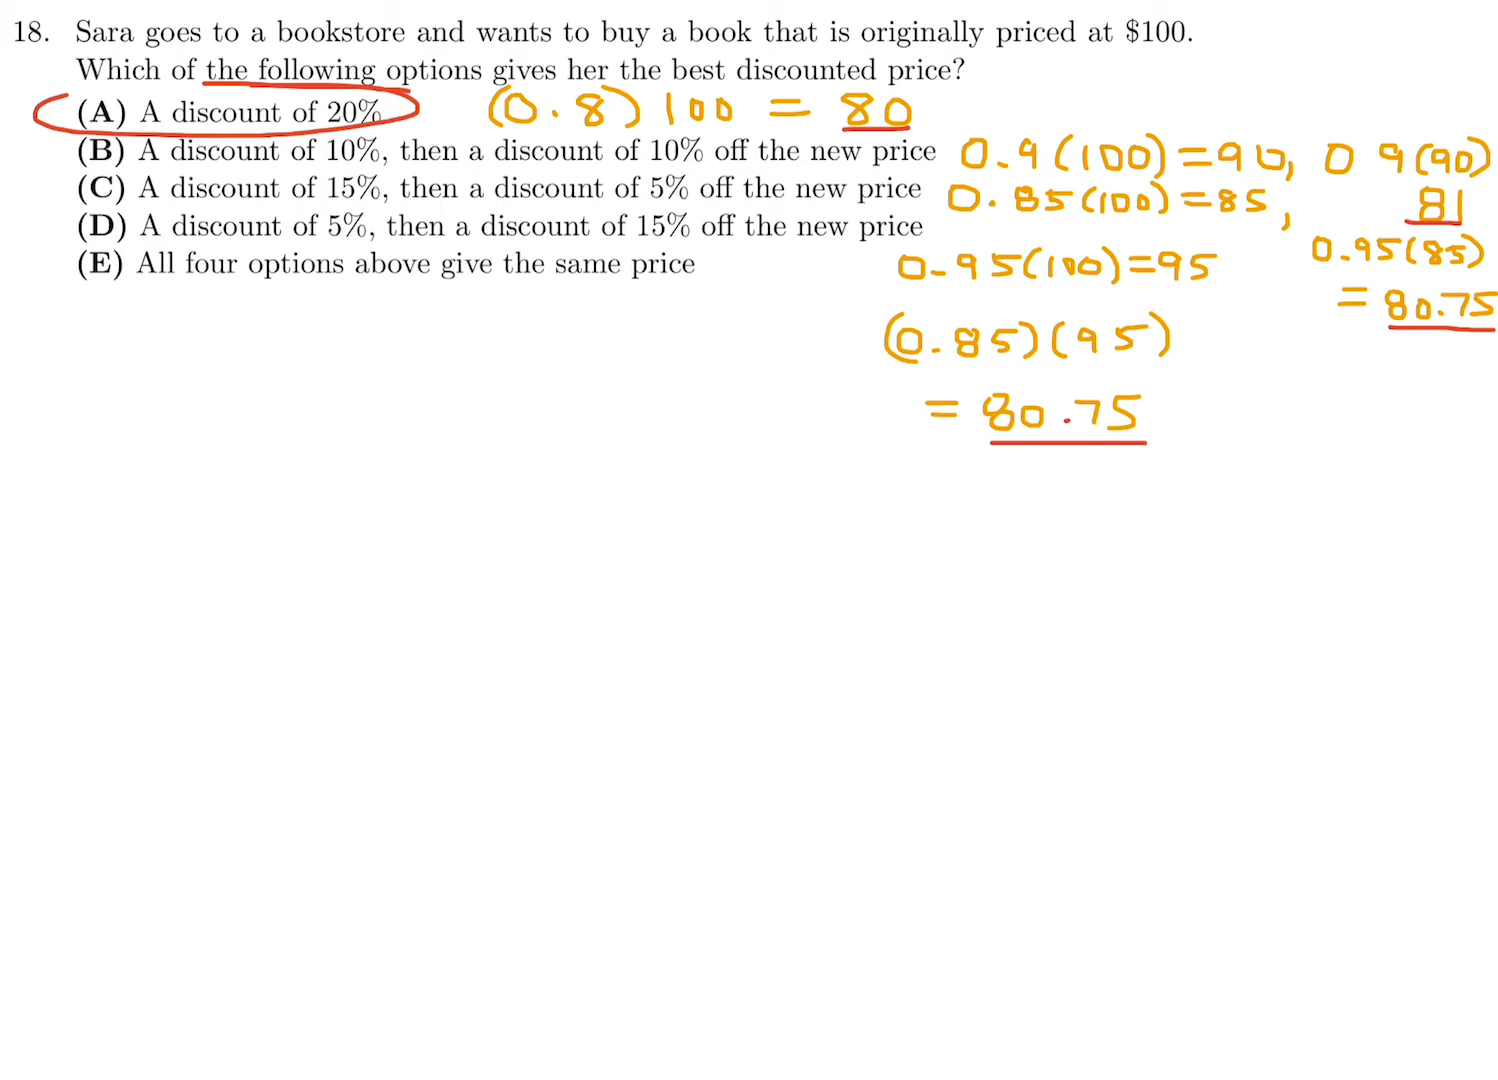 18. Sara goes to a bookstore and wants to buy a book that is originally priced at $100.
Which of the following options gives her the best discounted price?
(A) A discount of 20% (0.8) 100 = 80
(B) A discount of 10%, then a discount of 10% off the new price 0.9(100)=90, 0 9(90)
81
(C) A discount of 15%, then a discount of 5% off the new price 0.85(100)=85,
0.95(85)
= 80.75
(D) A discount of 5%, then a discount of 15% off the new price
(E) All four options above give the same price 0.95(100)=95
(0.85)(95)
= 80.75